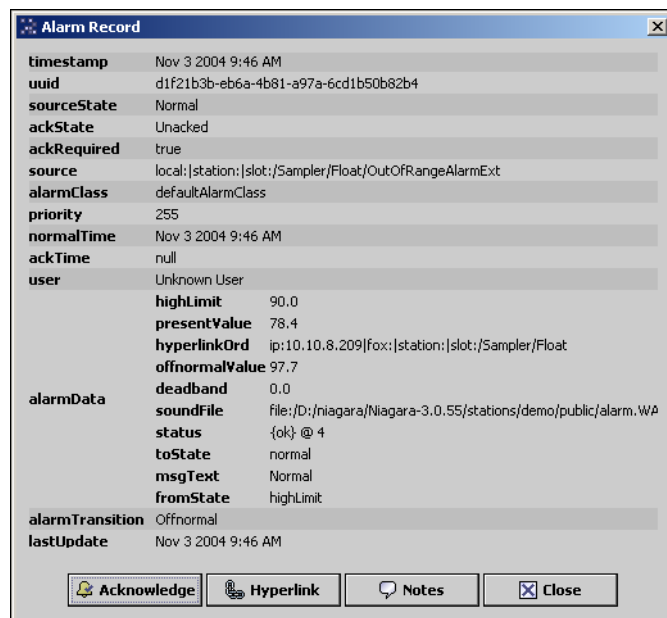 Alarm Record
timestamp Nov 3 2004 9:46 AM
uuid d1f21b3b-eb6a-4b81-a97a-6cd1b50b82b4
sourceState Normal
ackState Unacked
ackRequired true
source local:|station:|slot:/Sampler/Float/OutOfRangeAlarmExt
alarmClass defaultAlarmClass
priority 255
normalTime Nov 3 2004 9:46 AM
ackTime null
user Unknown User
alarmData
highLimit 90.0
presentValue 78.4
hyperlinkOrd ip:10.10.8.209|fox:|station:|slot:/Sampler/Float
offnormalValue 97.7
deadband 0.0
soundFile file:/D:/niagara/Niagara-3.0.55/stations/demo/public/alarm.WA
status {ok} @ 4
toState normal
msgText Normal
fromState highLimit
alarmTransition Offnormal
lastUpdate Nov 3 2004 9:46 AM
Acknowledge Hyperlink Notes Close